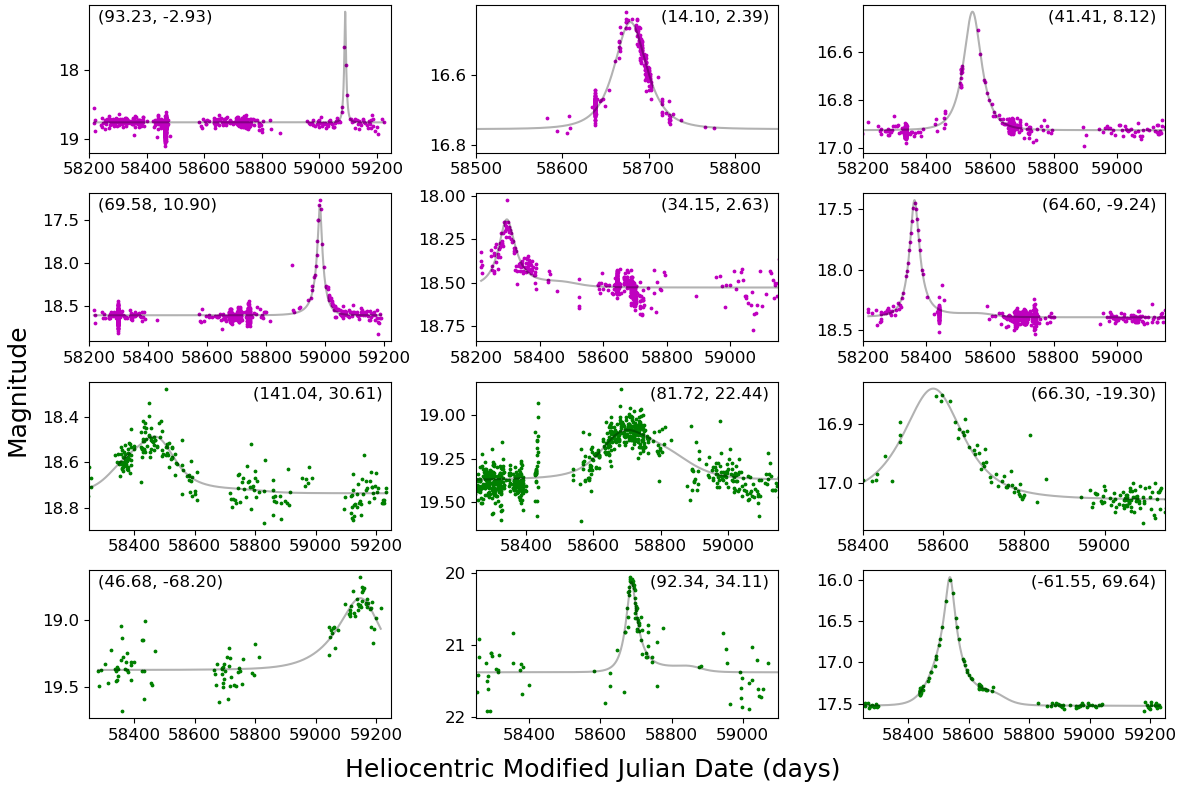 (93.23, -2.93) (14.10, 2.39) (41.41, 8.12)
18 19
16.6 16.8
16.6 16.8 17.0
58200 58400 58600 58800 59000 59200
58500 58600 58700 58800
58200 58400 58600 58800 59000
(69.58, 10.90) (34.15, 2.63) (64.60, -9.24)
17.5 18.0 18.5
18.00 18.25 18.50 18.75
17.5 18.0 18.5
58200 58400 58600 58800 59000 59200
58200 58400 58600 58800 59000
58200 58400 58600 58800 59000
Magnitude
(141.04, 30.61) (81.72, 22.44) (66.30, -19.30)
18.4 18.6 18.8
19.00 19.25 19.50
16.9 17.0
58400 58600 58800 59000 59200
58400 58600 58800 59000
58400 58600 58800 59000
(46.68, -68.20) (92.34, 34.11) (-61.55, 69.64)
19.0 19.5
20 21 22
16.0 16.5 17.0 17.5
58400 58600 58800 59000 59200
58400 58600 58800 59000
58400 58600 58800 59000 59200
Heliocentric Modified Julian Date (days)